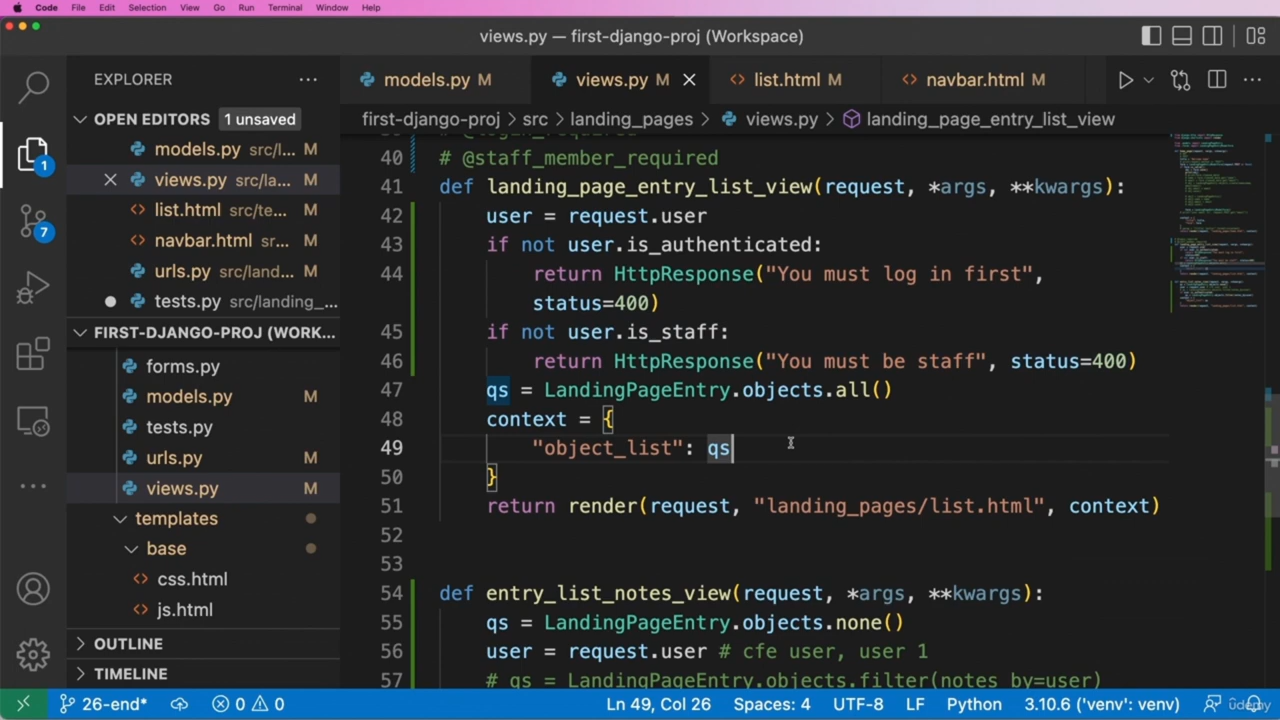 Code File Edit Selection View Go Run Terminal Window Help
views.py — first-django-proj (Workspace)
EXPLORER
models.py M views.py M list.html M navbar.html M
OPEN EDITORS 1 unsaved
first-django-proj > src > landing_pages > views.py > landing_page_entry_list_view
models.py src/l... M
views.py src/la... M
list.html src/te... M
navbar.html sr... M
urls.py src/land... M
tests.py src/landing_...
FIRST-DJANGO-PROJ (WORK...
forms.py
models.py M
tests.py
urls.py M
views.py M
templates
base
css.html
js.html
OUTLINE
TIMELINE
1
7
40 # @staff_member_required
41 def landing_page_entry_list_view(request, *args, **kwargs):
42 user = request.user
43 if not user.is_authenticated:
44 return HttpResponse("You must log in first",
status=400)
45 if not user.is_staff:
46 return HttpResponse("You must be staff", status=400)
47 qs = LandingPageEntry.objects.all()
48 context = {
49 "object_list": qs
50 }
51 return render(request, "landing_pages/list.html", context)
52
53
54 def entry_list_notes_view(request, *args, **kwargs):
55 qs = LandingPageEntry.objects.none()
56 user = request.user # cfe user, user 1
57 # qs = LandingPageEntry.objects.filter(notes_by=user)
26-end* 0 0 Ln 49, Col 26 Spaces: 4 UTF-8 LF Python 3.10.6 ('venv': venv)
udemy